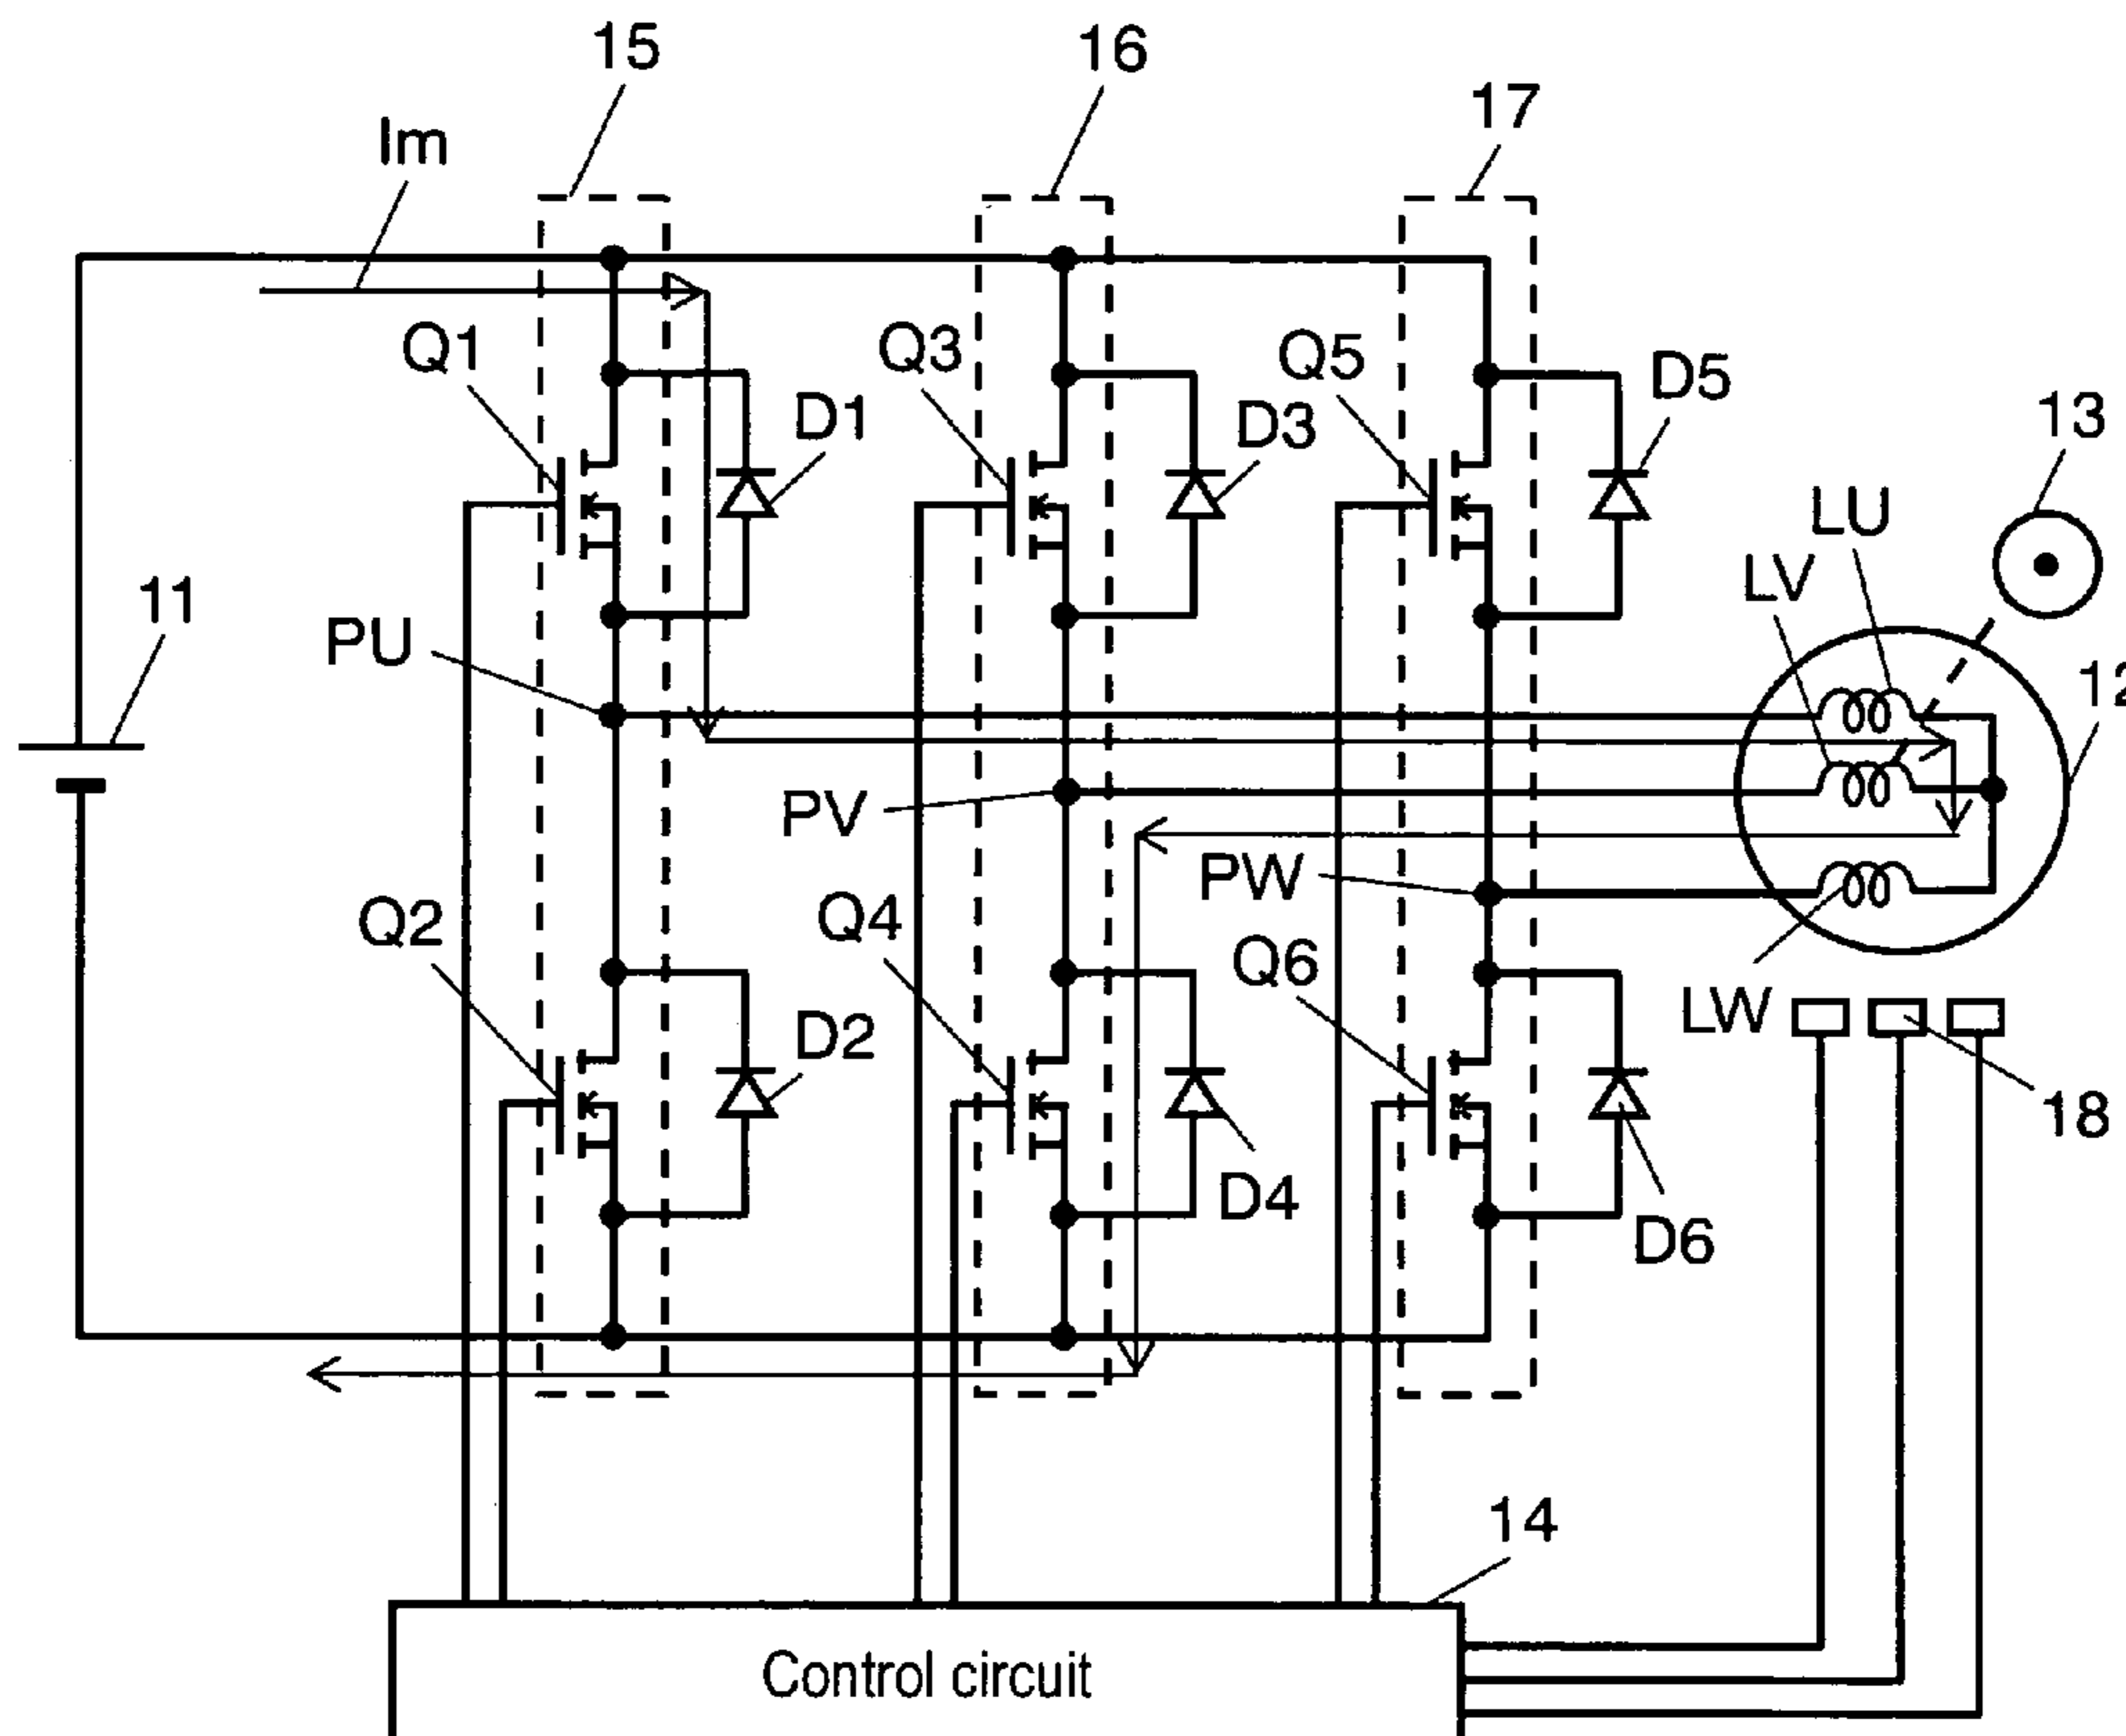 15
16
17
Im
Q1
Q3
Q5
D5
D1
D3
13
LU
LV
11
PU
12
PV
PW
Q2
Q4
Q6
LW
D2
18
D4
D6
14
Control circuit